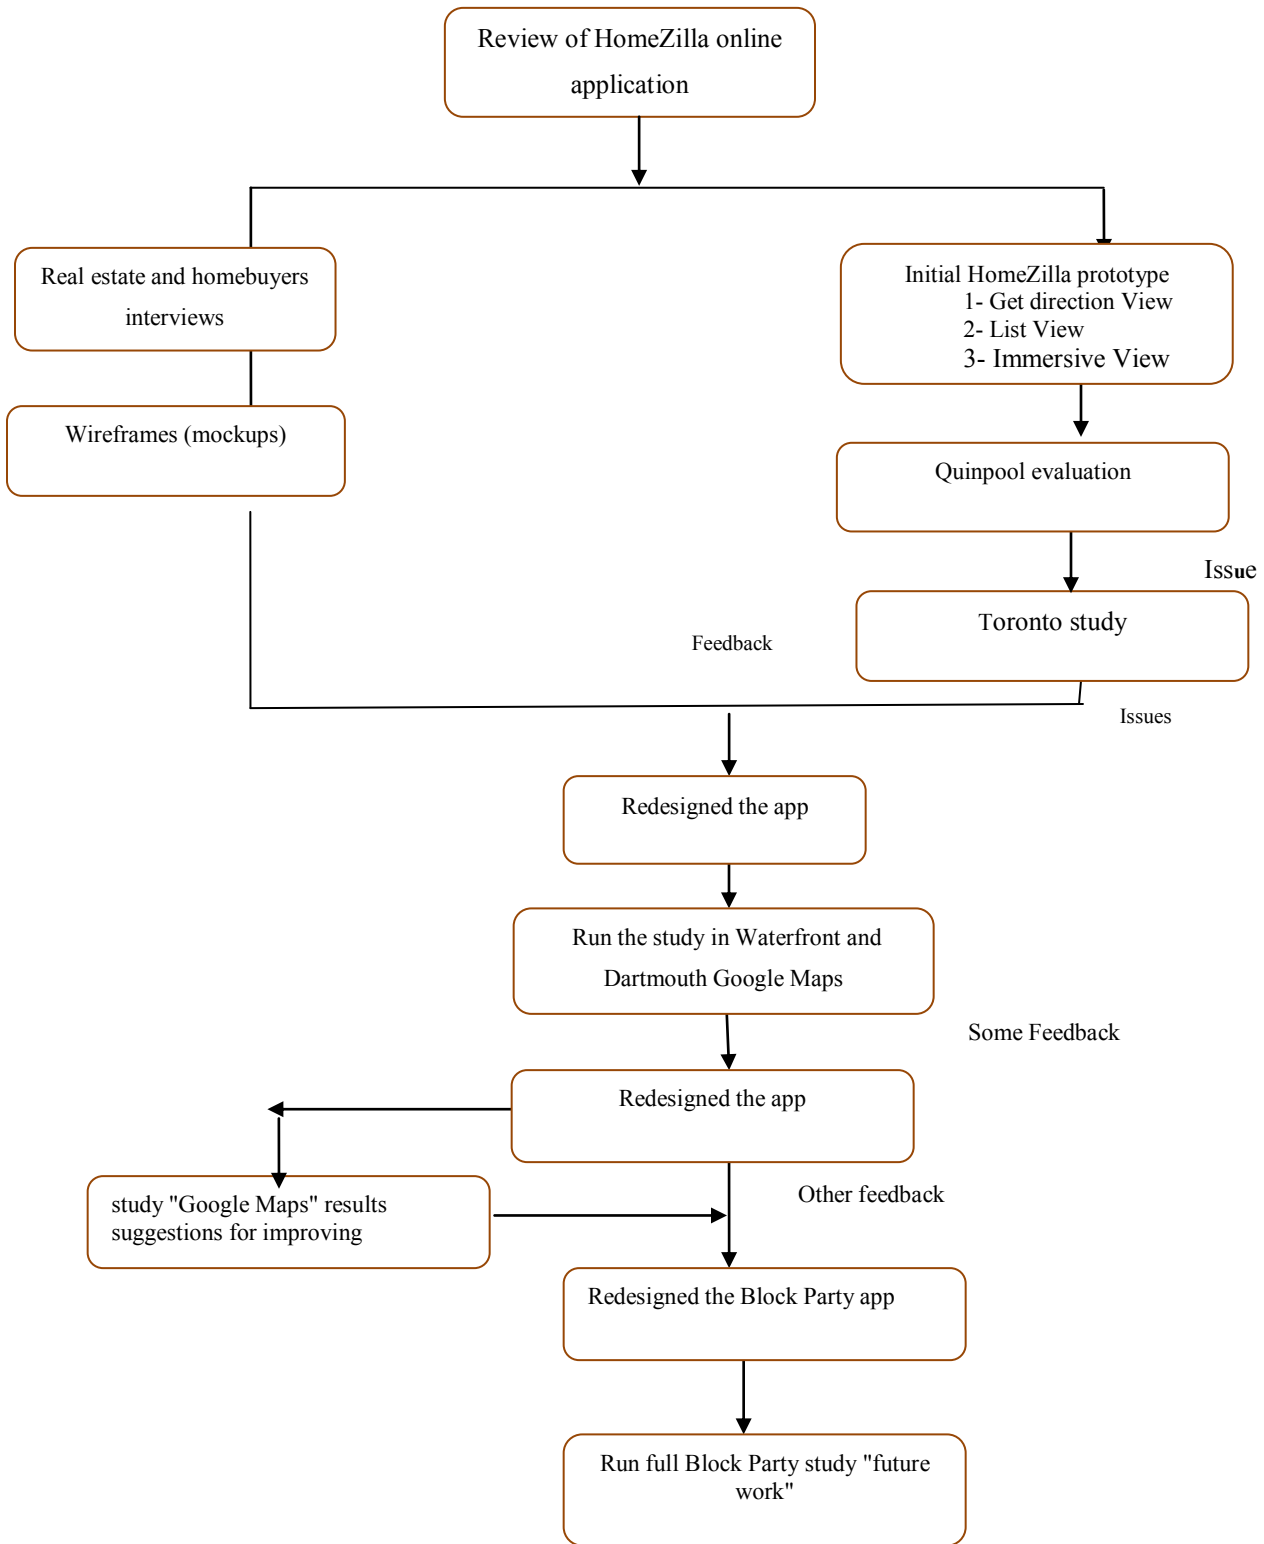 Review of HomeZilla online
application
Real estate and homebuyers
interviews
Wireframes (mockups)
Initial HomeZilla prototype
1- Get direction View
2- List View
3- Immersive View
Quinpool evaluation
Issue
Toronto study
Feedback
Issues
Redesigned the app
Run the study in Waterfront and
Dartmouth Google Maps
Some Feedback
Redesigned the app
study "Google Maps" results
suggestions for improving
Other feedback
Redesigned the Block Party app
Run full Block Party study "future
work"